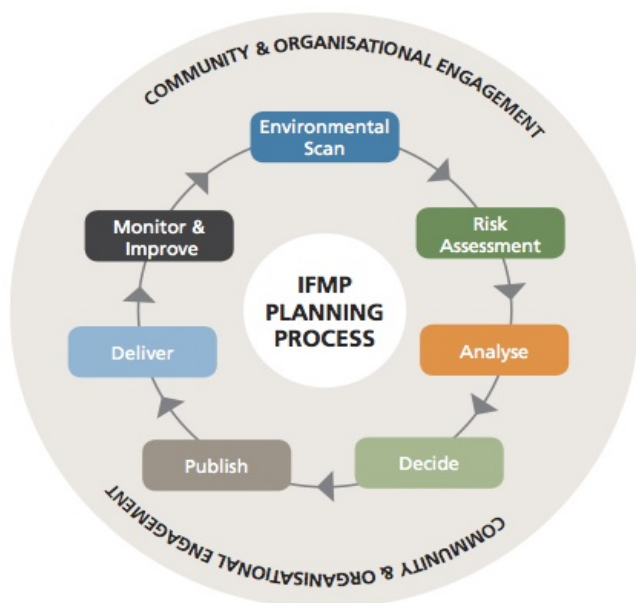 COMMUNITY & ORGANISATIONAL ENGAGEMENT
Environmental
Scan
Risk
Assessment
Analyse
Decide
Publish
Deliver
Monitor &
Improve
IFMP
PLANNING
PROCESS
COMMUNITY & ORGANISATIONAL ENGAGEMENT